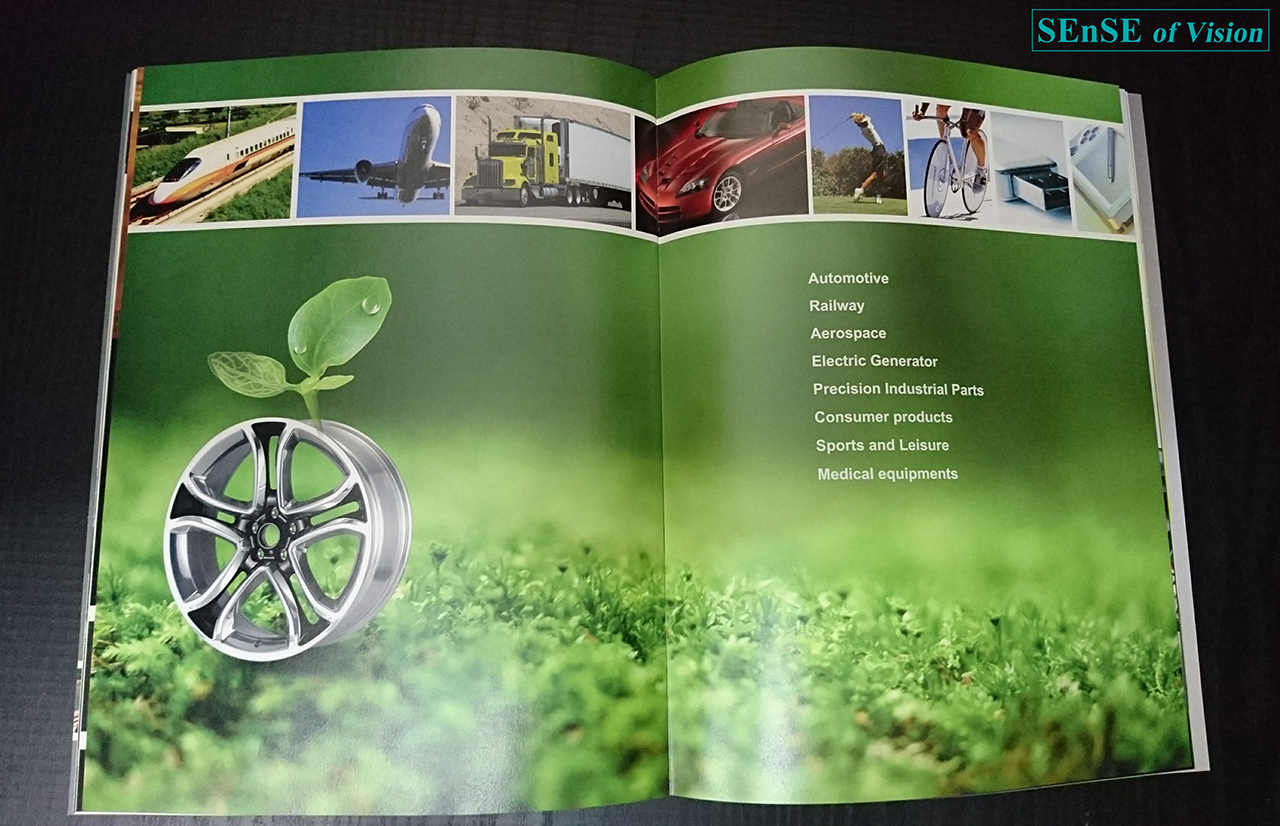 SEnSE of Vision
Automotive
Railway
Aerospace
Electric Generator
Precision Industrial Parts
Consumer products
Sports and Leisure
Medical equipments